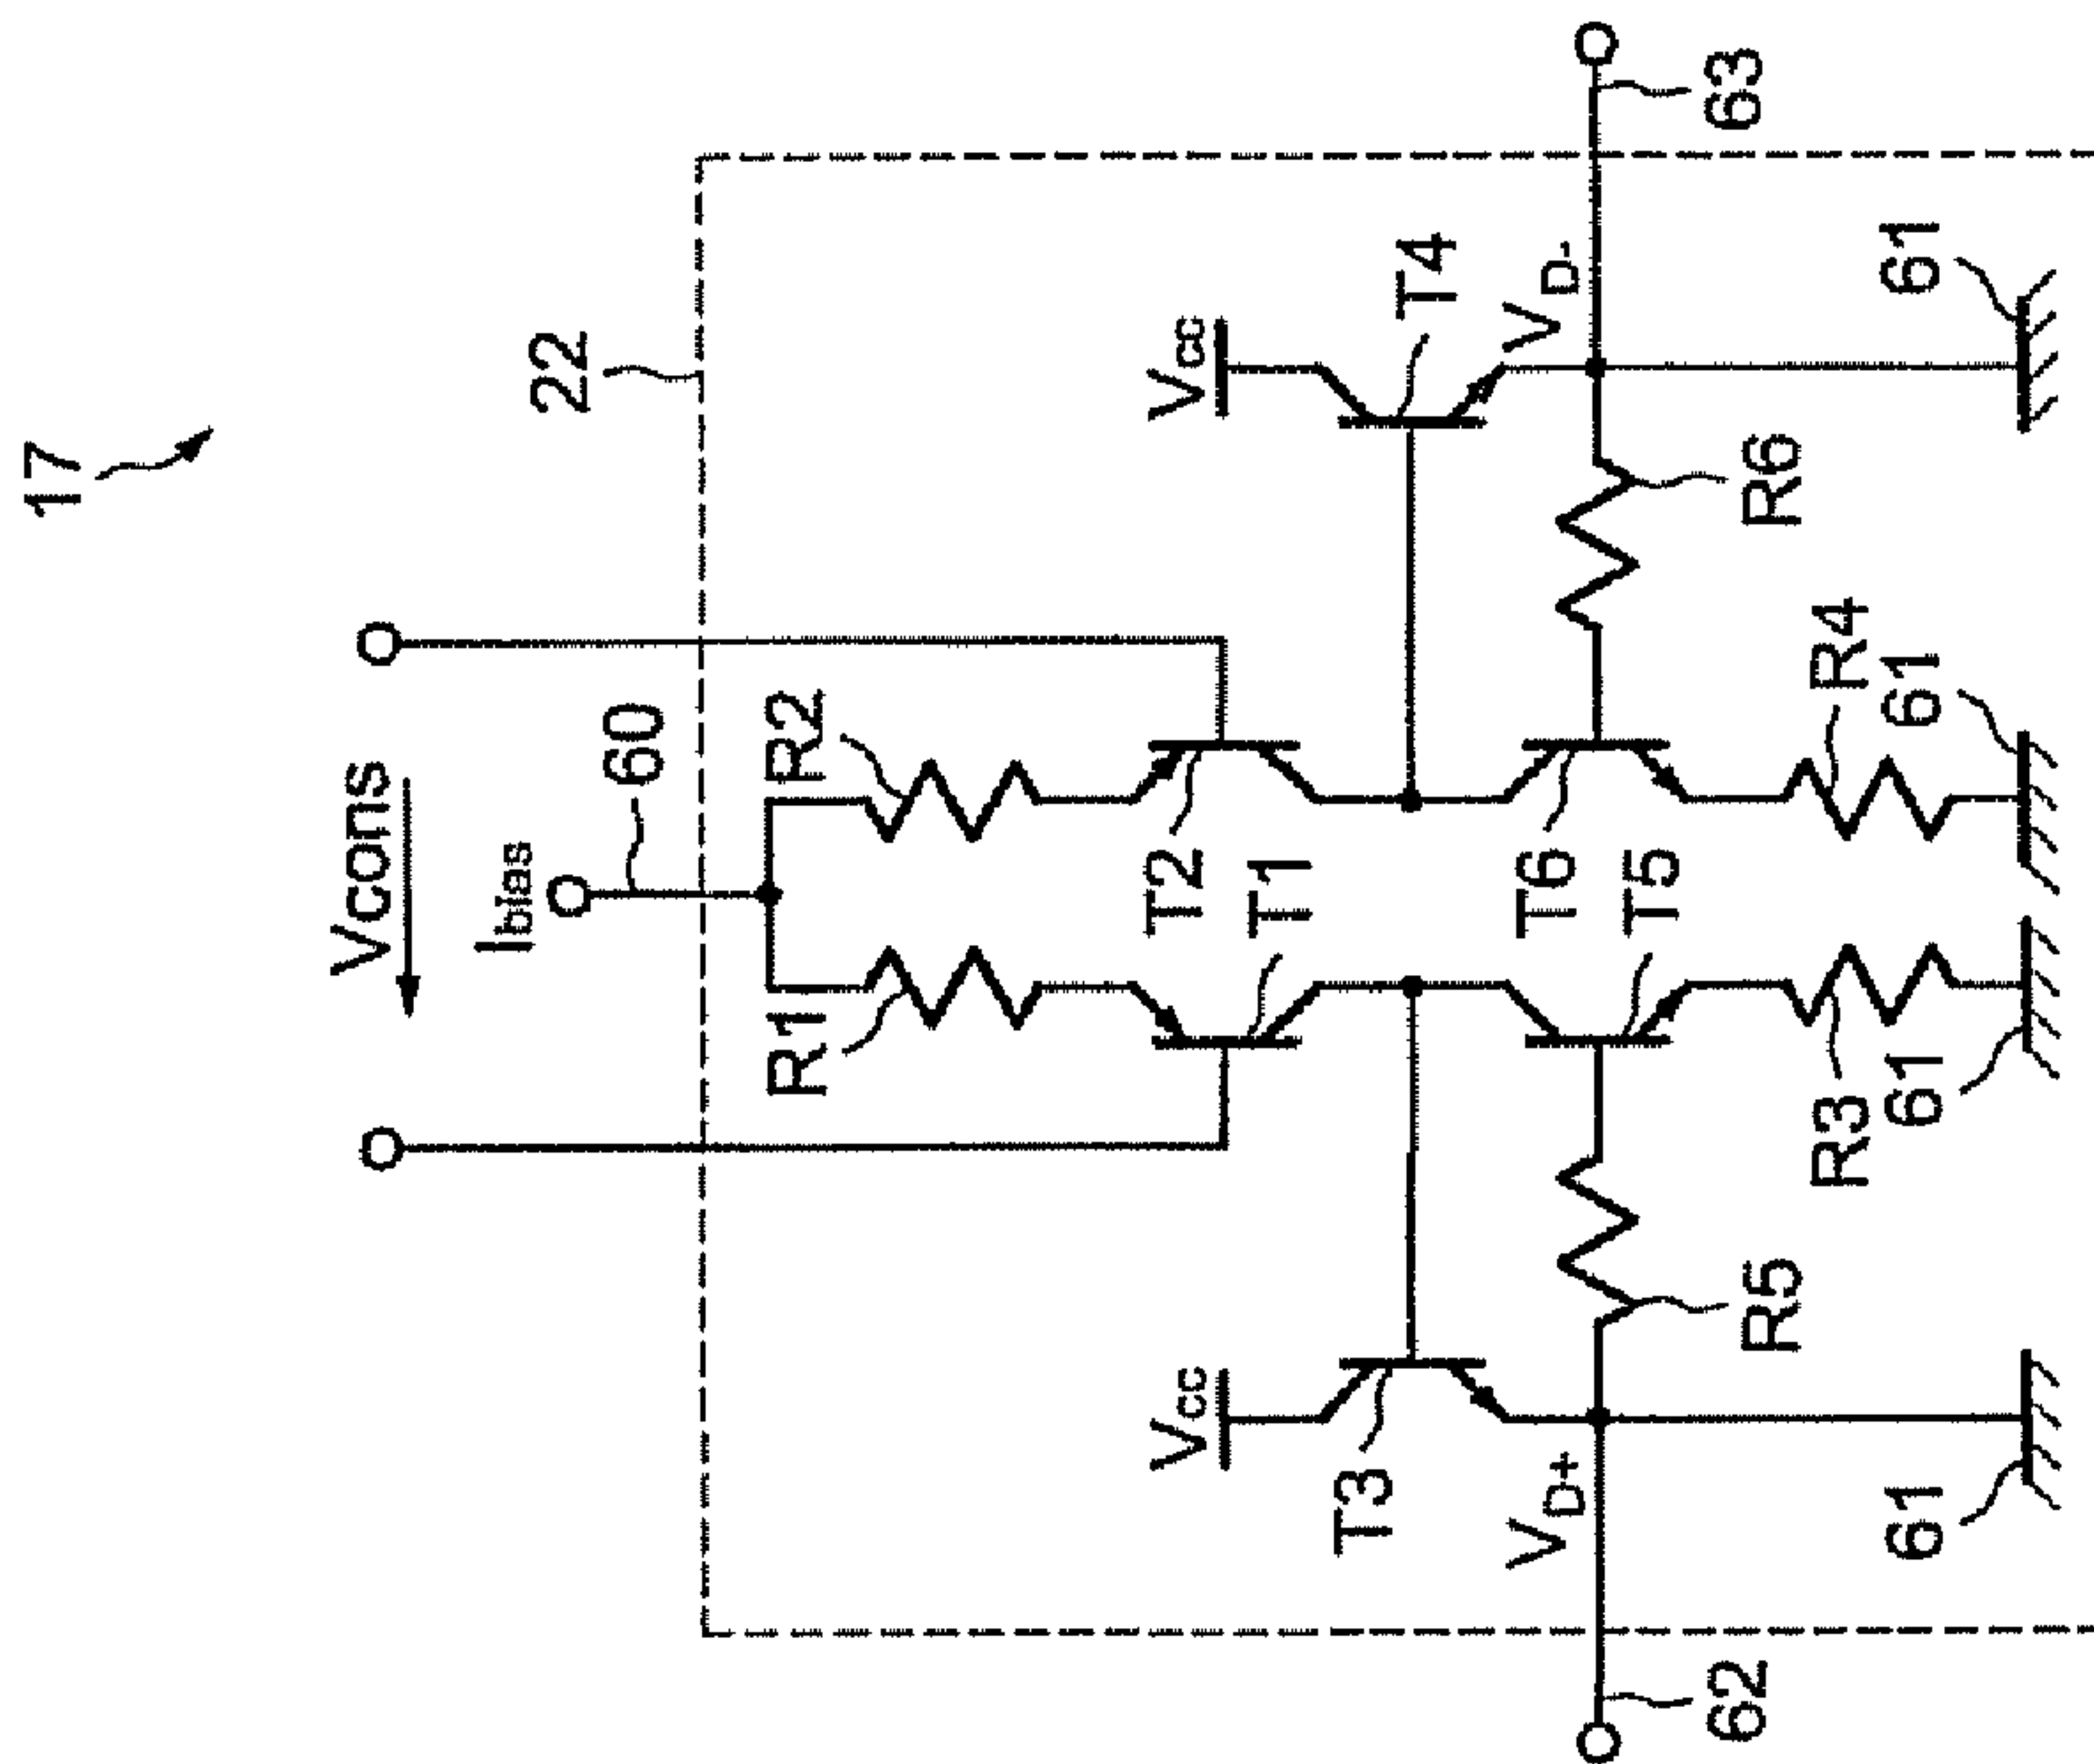 17
22
Vcons
Ibias
60
R1
R2
Vcc
Vcc
T2
T1
T3
T4
VD+
VD-
T6
T5
R5
R6
62
63
R3
R4
61
61
61
61